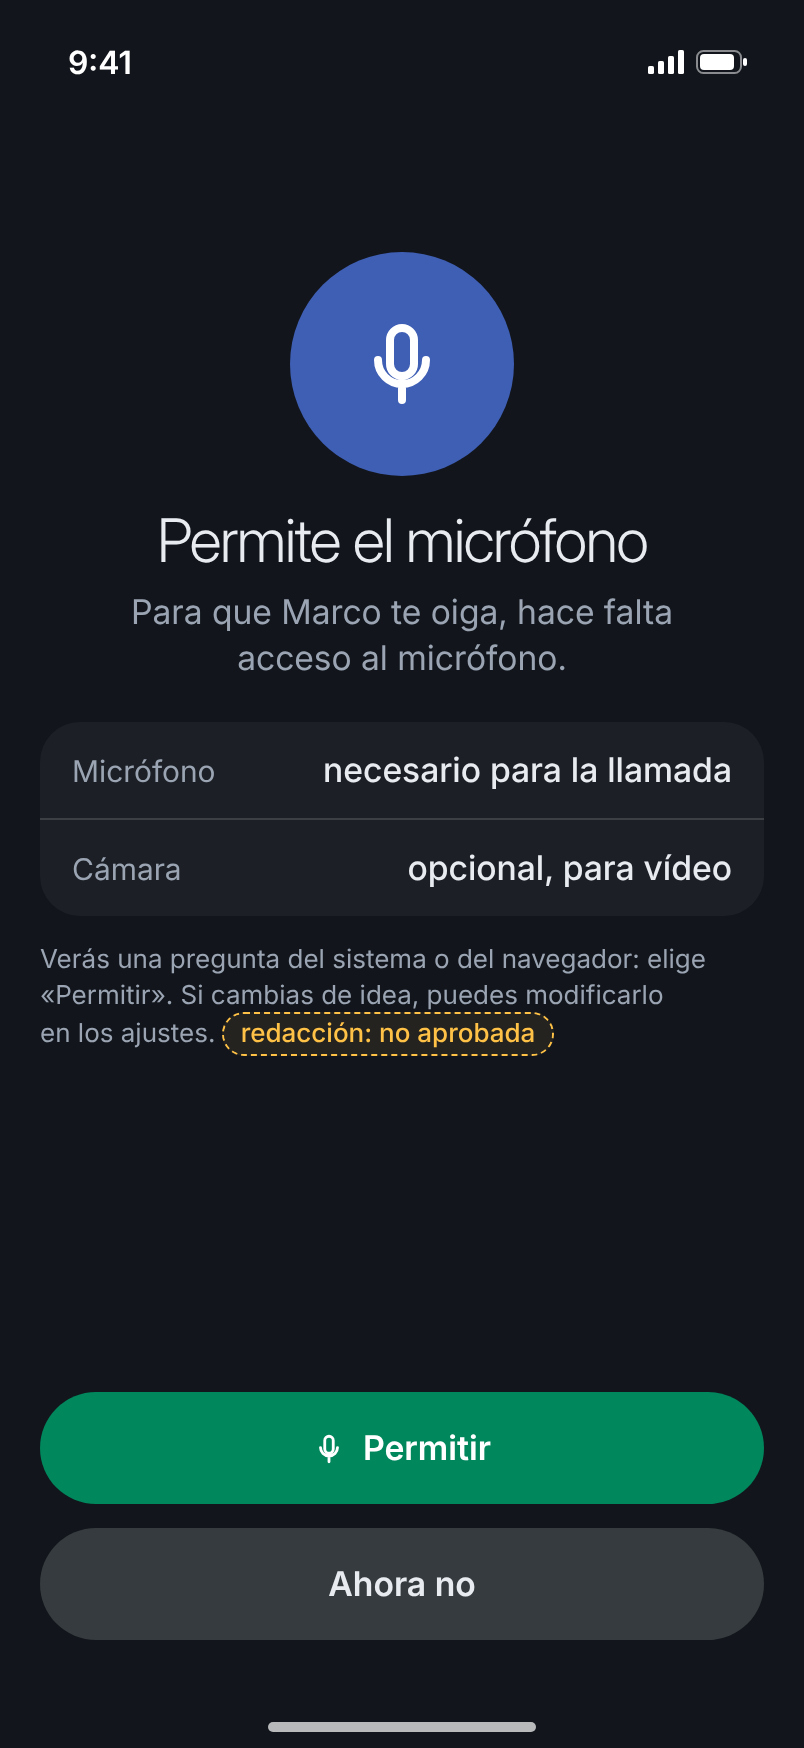 9:41
Permite el micrófono
Para que Marco te oiga, hace falta
acceso al micrófono.
Micrófono necesario para la llamada
Cámara opcional, para vídeo
Verás una pregunta del sistema o del navegador: elige
«Permitir». Si cambias de idea, puedes modificarlo
en los ajustes. redacción: no aprobada
Permitir
Ahora no